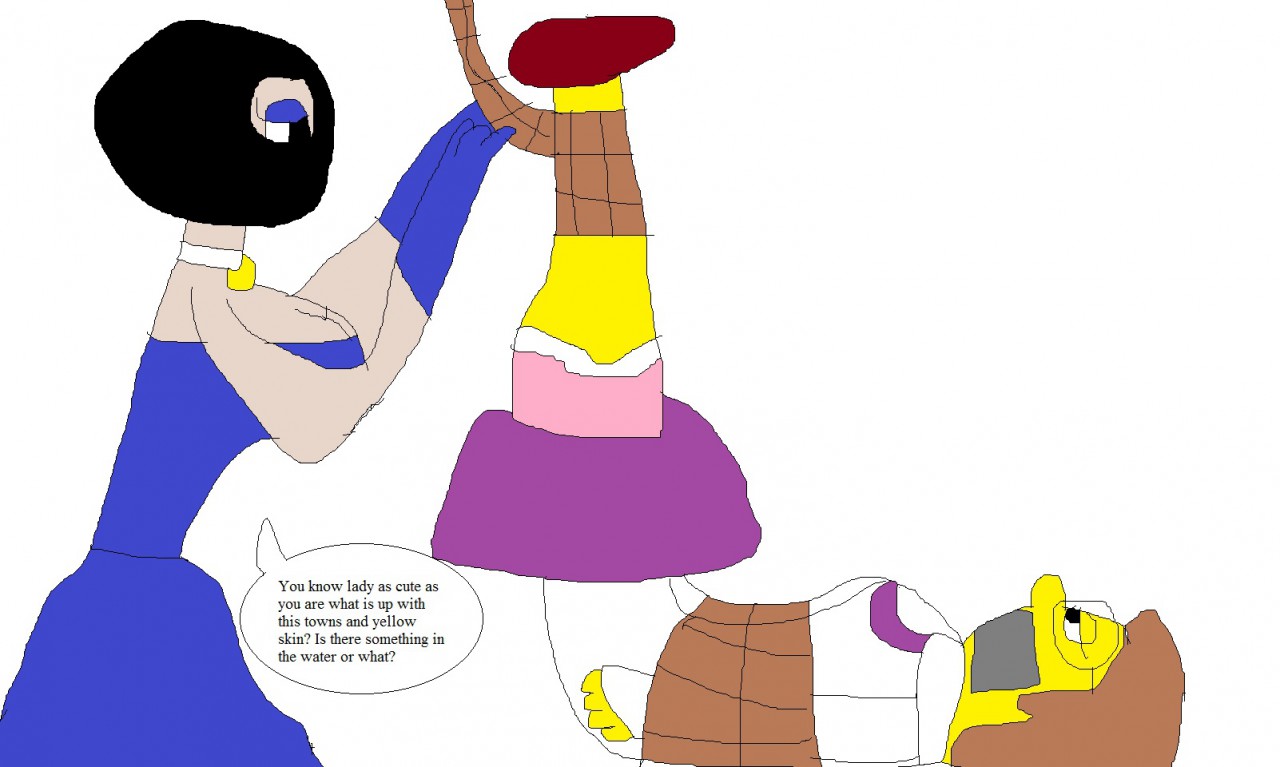 You know lady as cute as
you are what is up with
this towns and yellow
skin? Is there something in
the water or what?